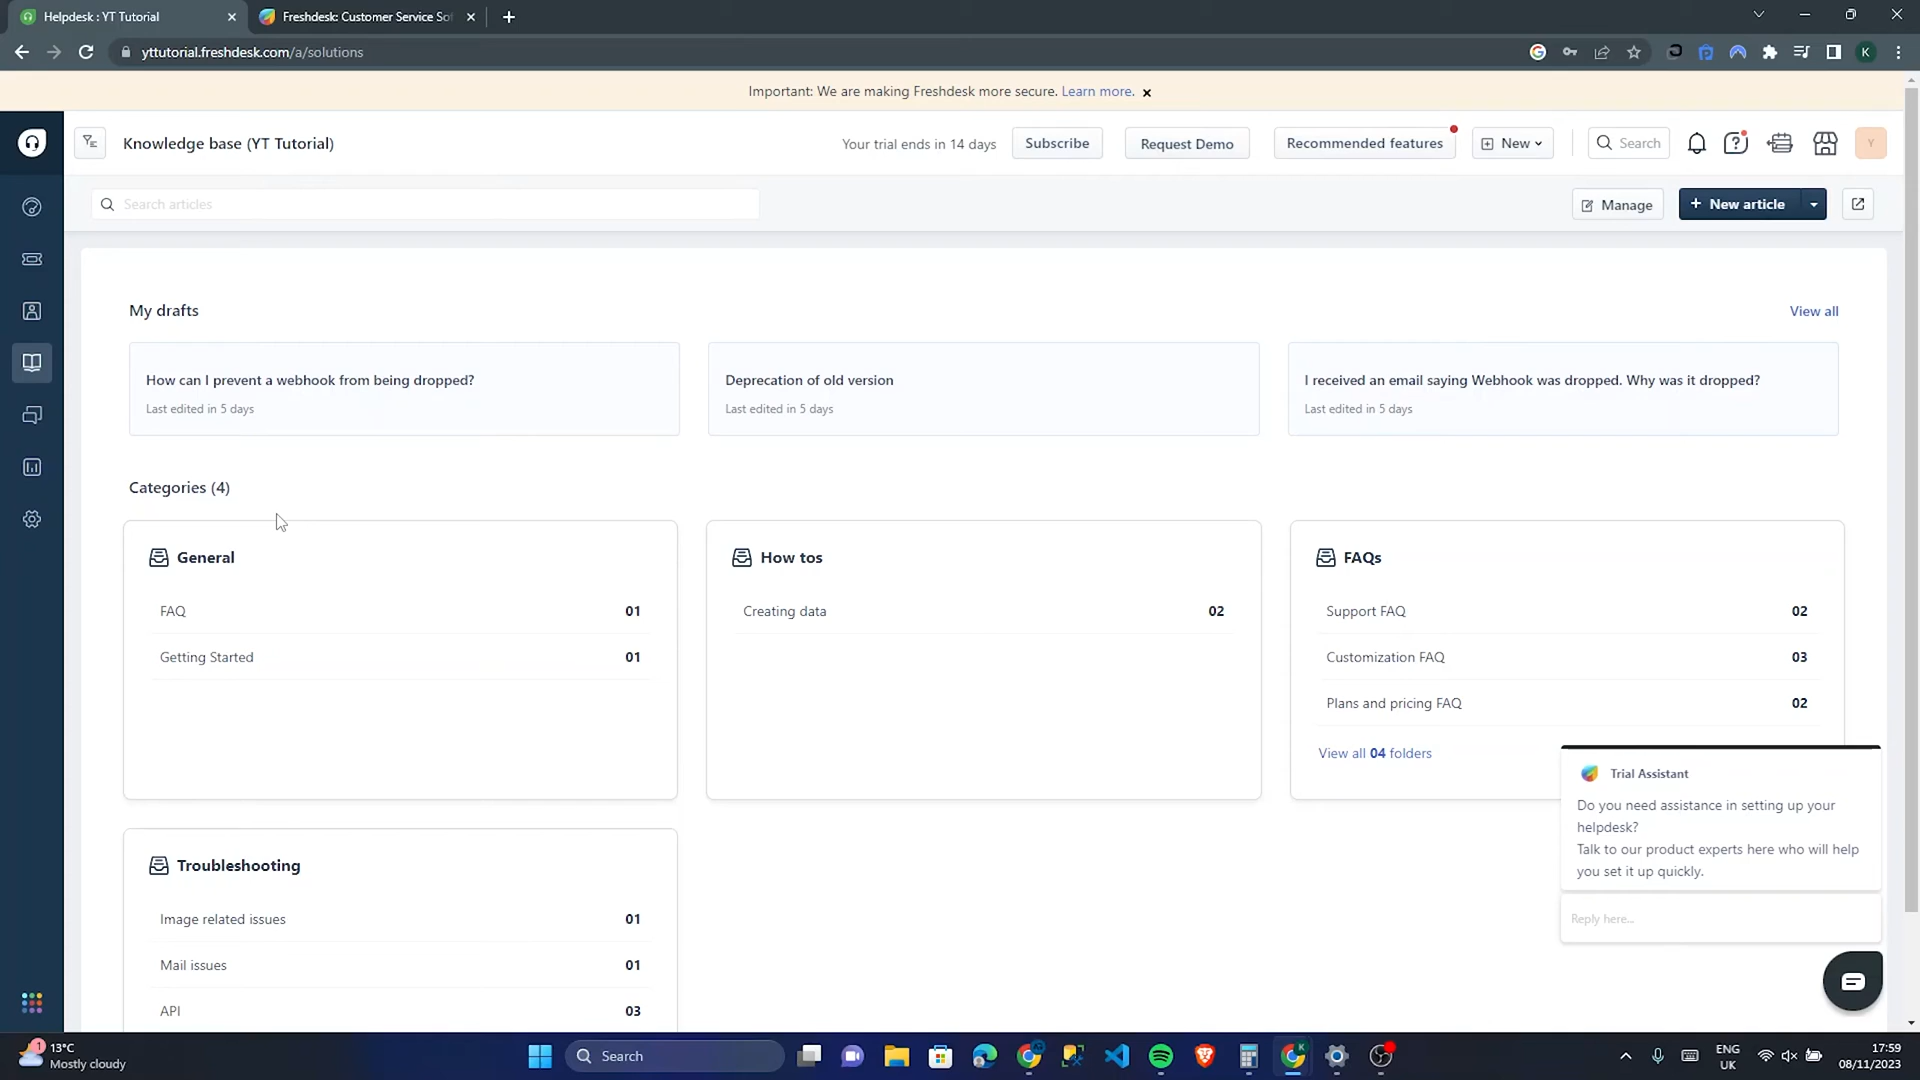 Helpdesk : YT Tutorial
Freshdesk: Customer Service So
yttutorial.freshdesk.com/a/solutions
K
Important: We are making Freshdesk more secure. Learn more.
Knowledge base (YT Tutorial)
Your trial ends in 14 days
Subscribe
Request Demo
Recommended features
New
Search
Y
Search articles
Manage
New article
My drafts
View all
How can I prevent a webhook from being dropped?
Last edited in 5 days
Deprecation of old version
Last edited in 5 days
I received an email saying Webhook was dropped. Why was it dropped?
Last edited in 5 days
Categories (4)
General
FAQ 01
Getting Started 01
How tos
Creating data 02
FAQs
Support FAQ 02
Customization FAQ 03
Plans and pricing FAQ 02
View all 04 folders
Troubleshooting
Image related issues 01
Mail issues 01
API 03
Trial Assistant
Do you need assistance in setting up your
helpdesk?
Talk to our product experts here who will help
you set it up quickly.
Reply here...
1
13°C
Mostly cloudy
Search
K
ENG
UK
17:59
08/11/2023